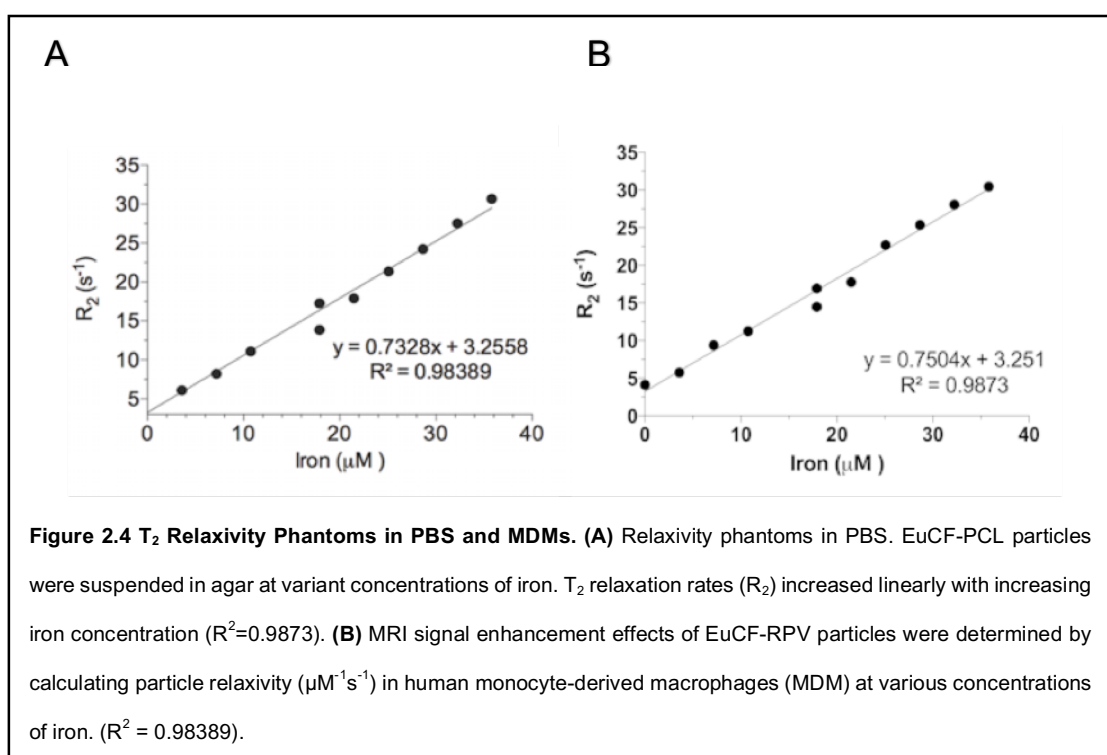 A
B
35
30
25
20
15
10
5
0
10
20
30
40
R₂ (s⁻¹)
Iron (μM )
y = 0.7328x + 3.2558
R² = 0.98389
35
30
25
20
15
10
5
0
0
10
20
30
40
R₂ (s⁻¹)
Iron (μM )
y = 0.7504x + 3.251
R² = 0.9873
Figure 2.4 T₂ Relaxivity Phantoms in PBS and MDMs. (A) Relaxivity phantoms in PBS. EuCF-PCL particles
were suspended in agar at variant concentrations of iron. T₂ relaxation rates (R₂) increased linearly with increasing
iron concentration (R²=0.9873). (B) MRI signal enhancement effects of EuCF-RPV particles were determined by
calculating particle relaxivity (μM⁻¹s⁻¹) in human monocyte-derived macrophages (MDM) at various concentrations
of iron. (R² = 0.98389).